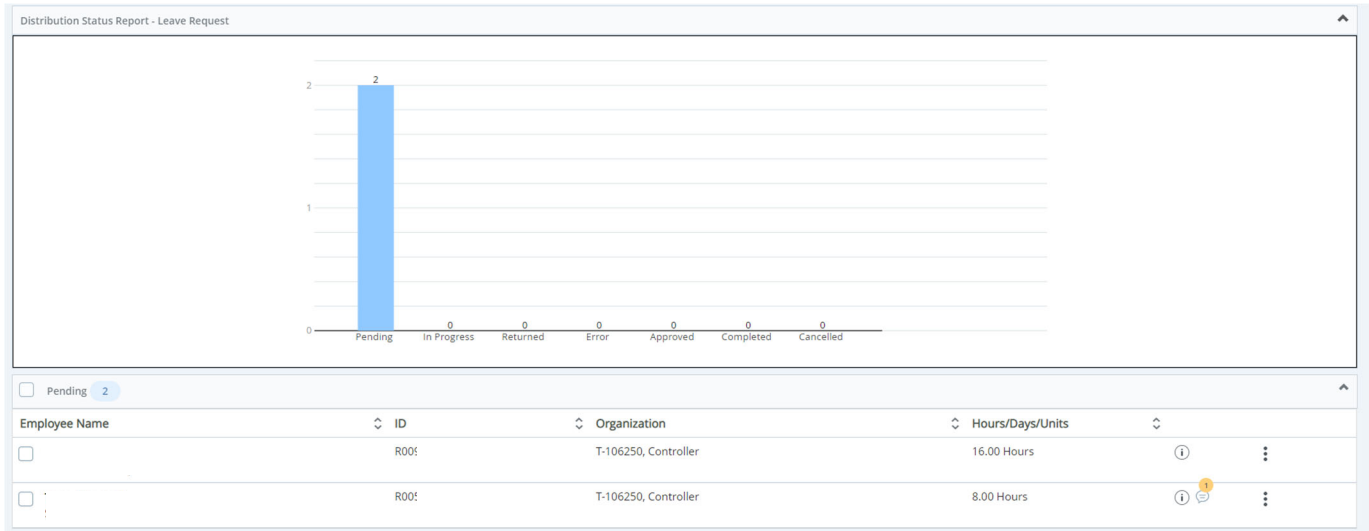 Distribution Status Report - Leave Request
2
2
1
0
0 0 0 0 0 0
Pending In Progress Returned Error Approved Completed Cancelled
Pending 2
Employee Name ID Organization Hours/Days/Units
T-106250, Controller 16.00 Hours
1
T-106250, Controller 8.00 Hours